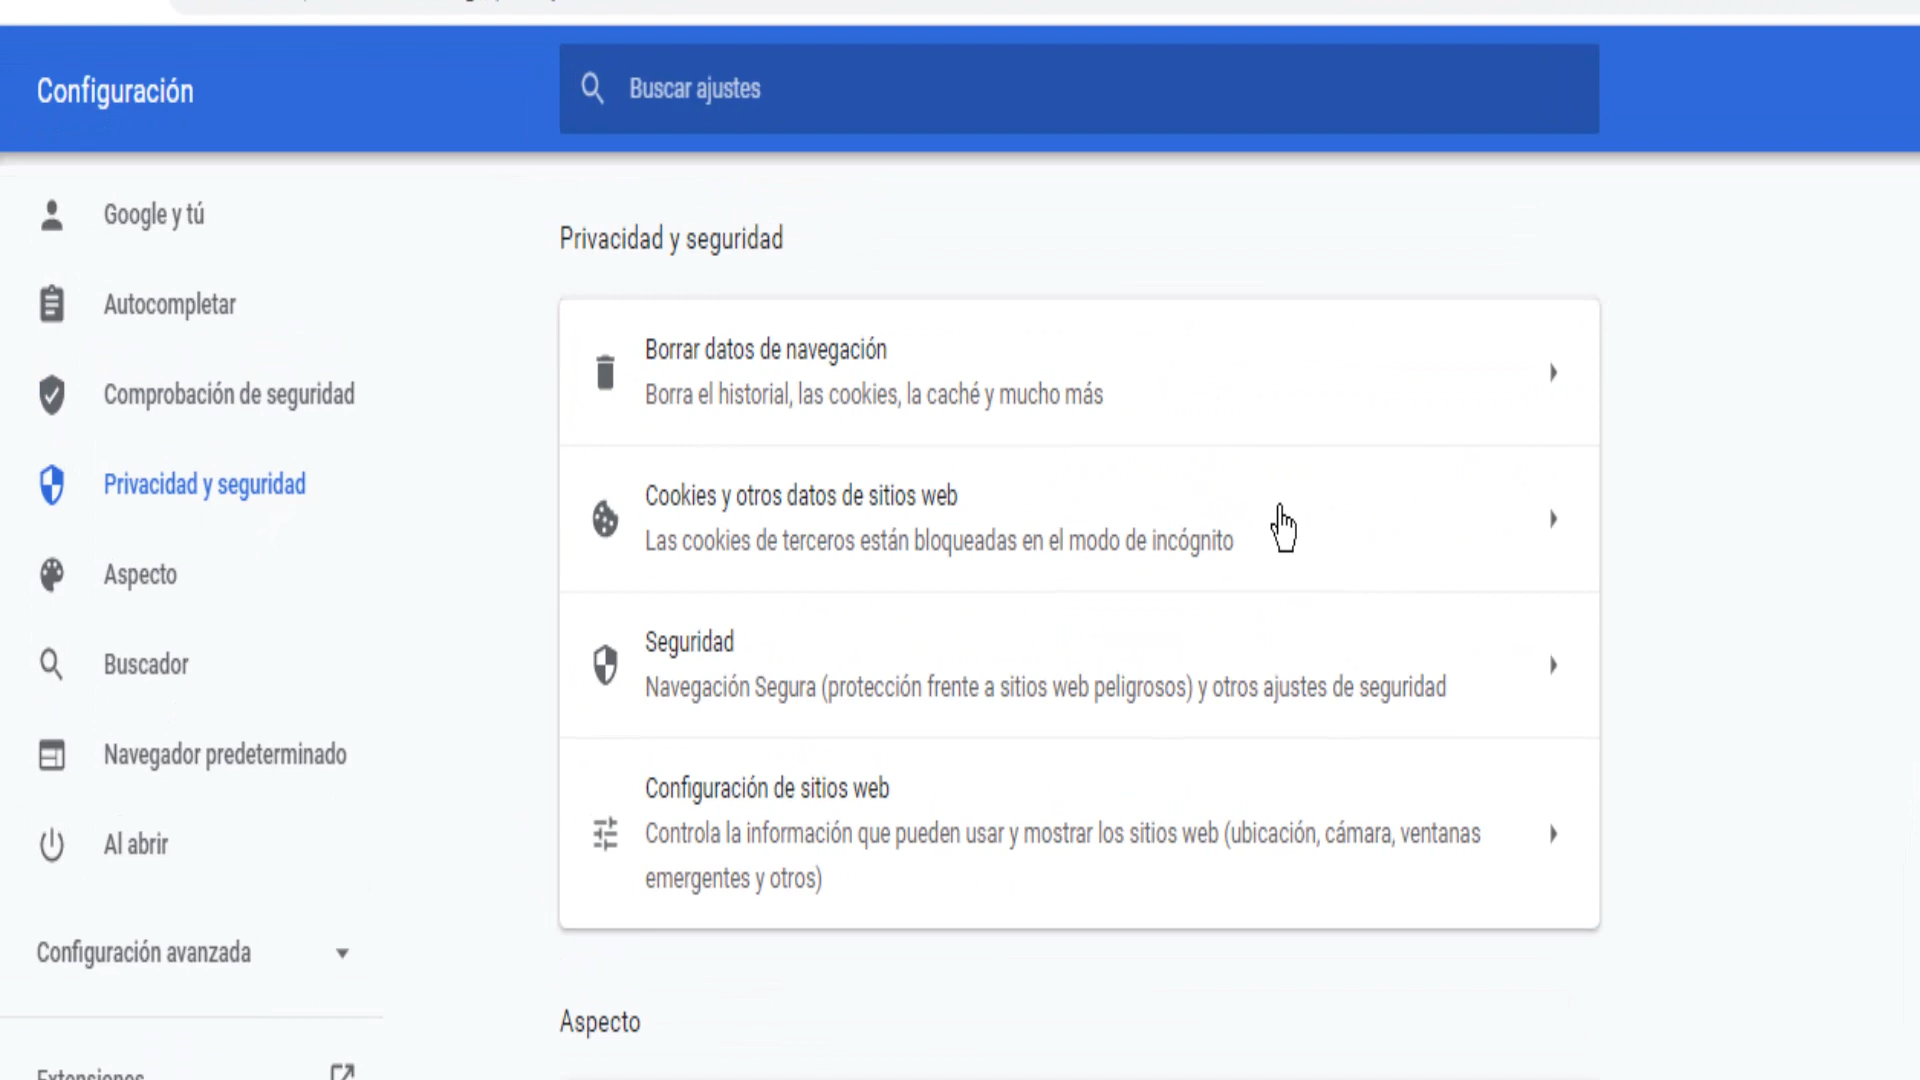 Configuración
Buscar ajustes
Google y tú
Autocompletar
Comprobación de seguridad
Privacidad y seguridad
Aspecto
Buscador
Navegador predeterminado
Al abrir
Configuración avanzada
Extensiones
Privacidad y seguridad
Borrar datos de navegación
Borra el historial, las cookies, la caché y mucho más
Cookies y otros datos de sitios web
Las cookies de terceros están bloqueadas en el modo de incógnito
Seguridad
Navegación Segura (protección frente a sitios web peligrosos) y otros ajustes de seguridad
Configuración de sitios web
Controla la información que pueden usar y mostrar los sitios web (ubicación, cámara, ventanas
emergentes y otros)
Aspecto